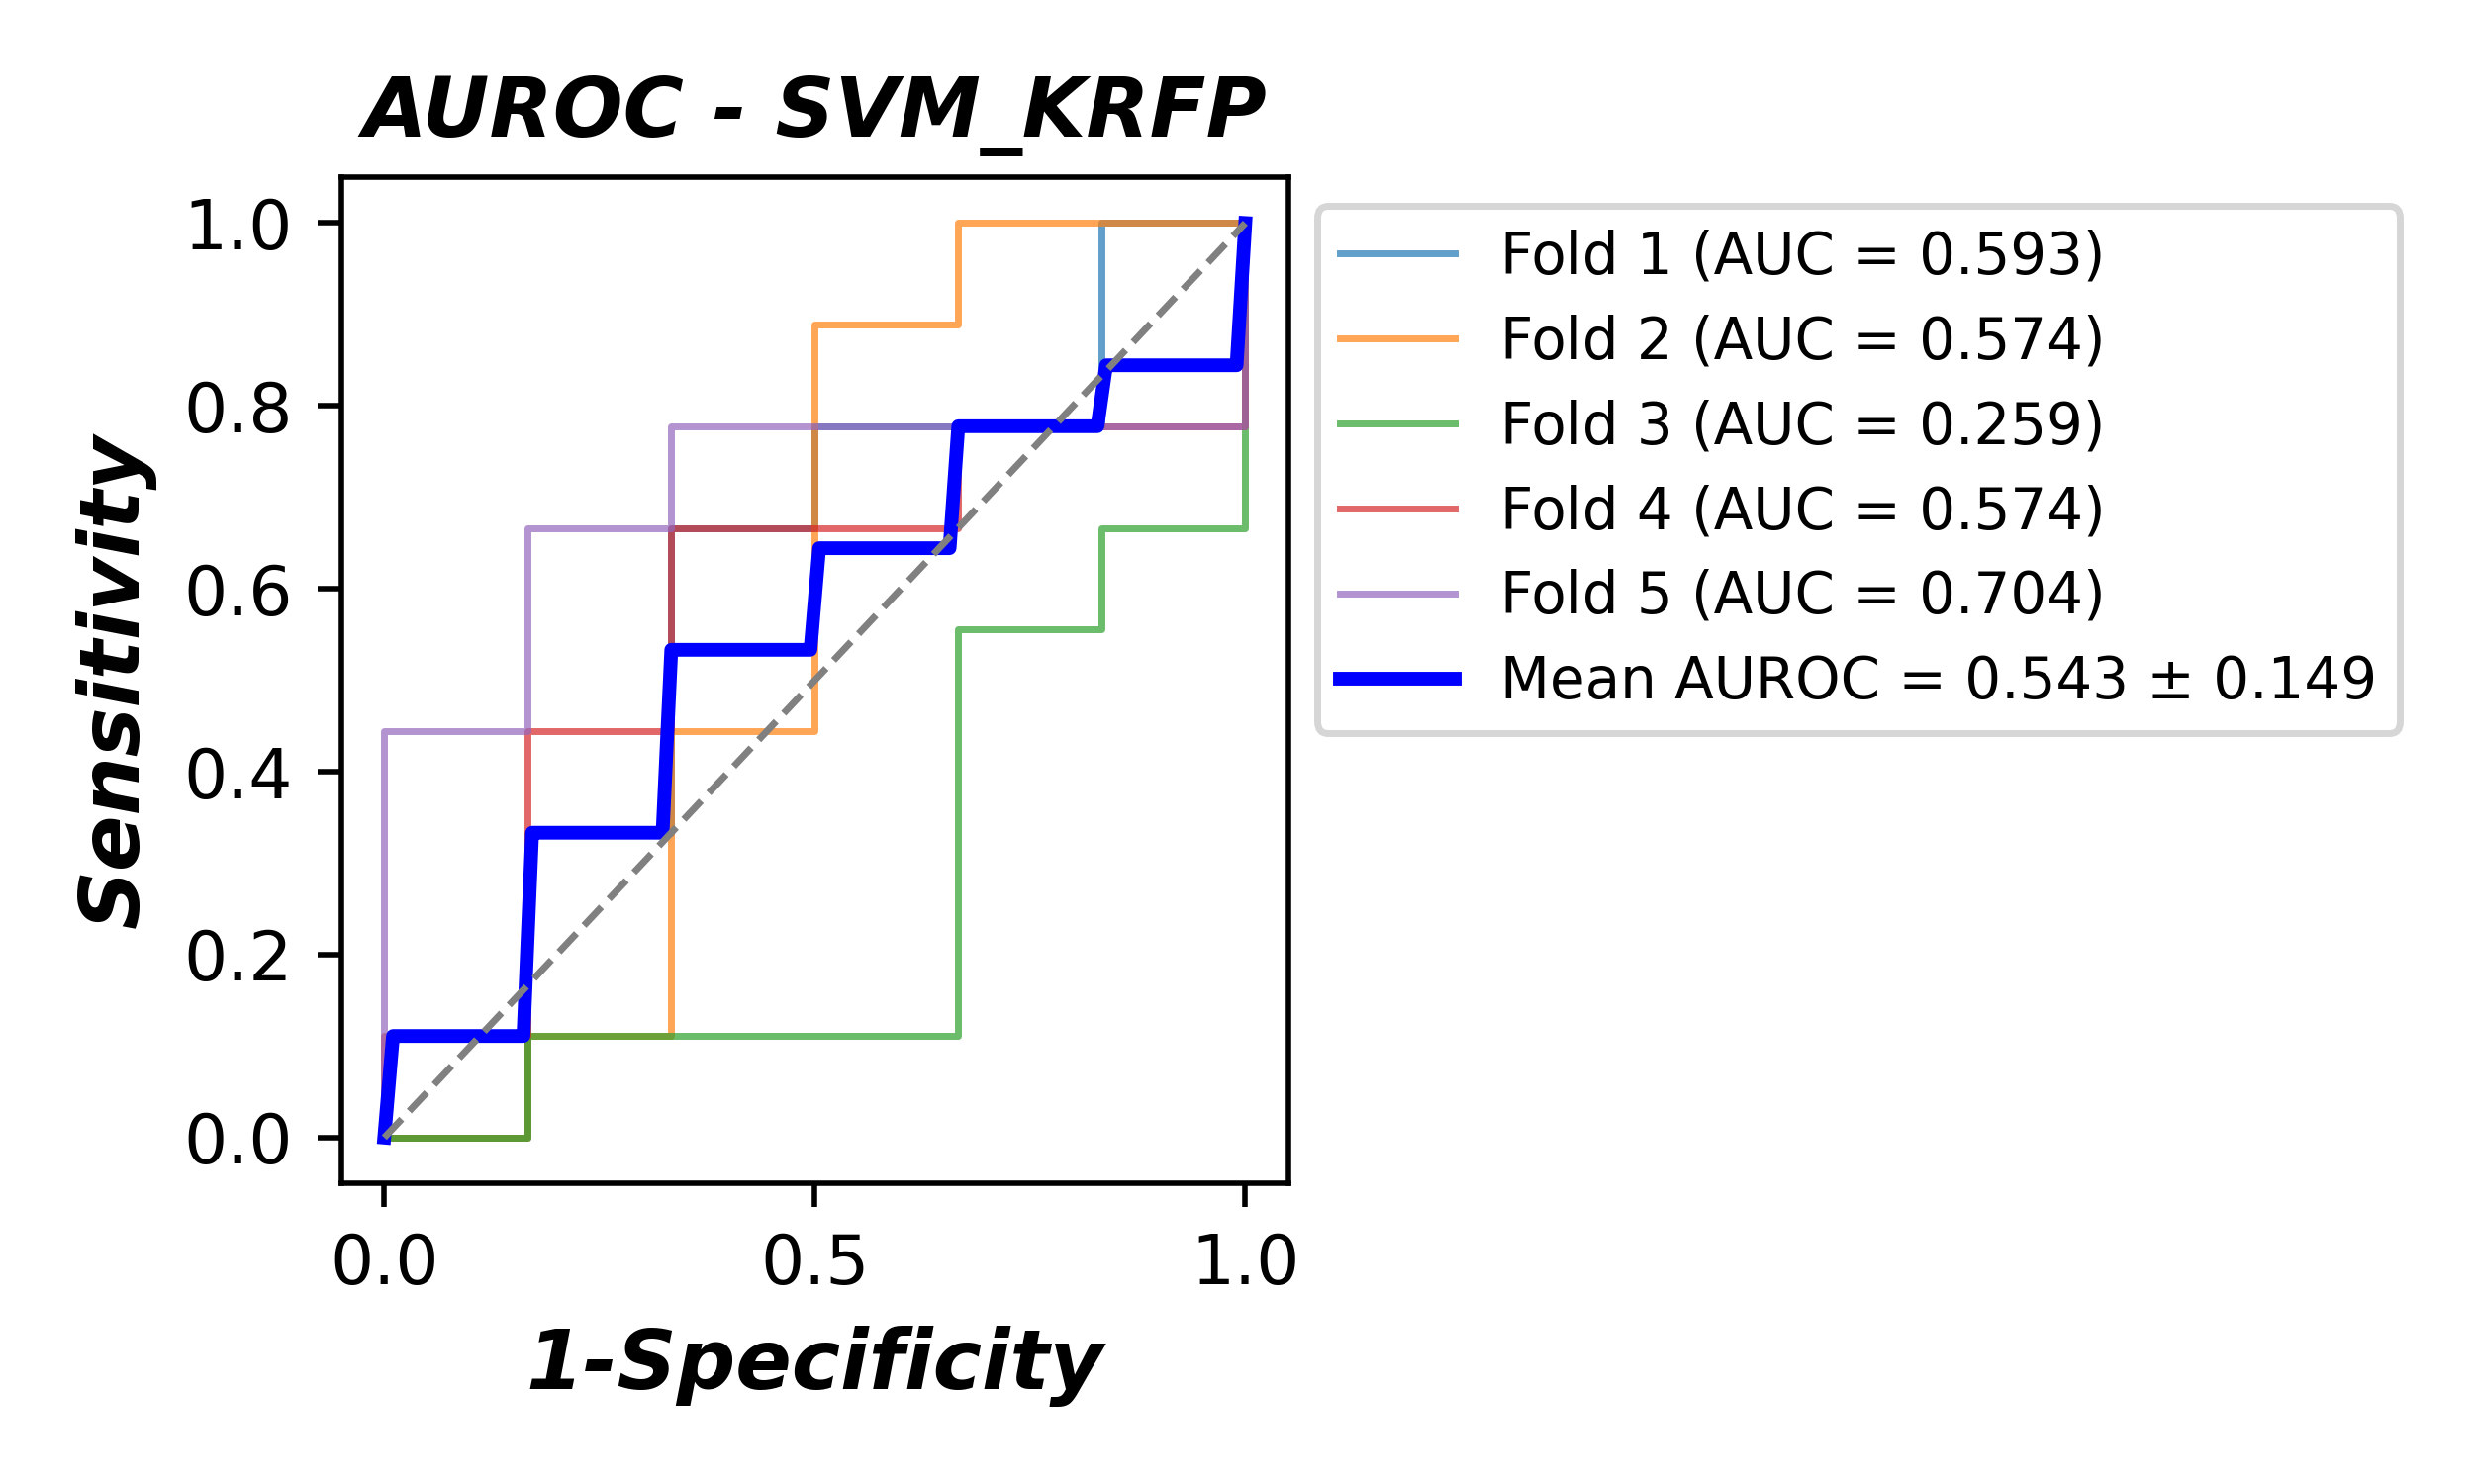 AUROC - SVM_KRFP
Sensitivity
1.0
0.8
0.6
0.4
0.2
0.0
0.0 0.5 1.0
1-Specificity
Fold 1 (AUC = 0.593)
Fold 2 (AUC = 0.574)
Fold 3 (AUC = 0.259)
Fold 4 (AUC = 0.574)
Fold 5 (AUC = 0.704)
Mean AUROC = 0.543 ± 0.149